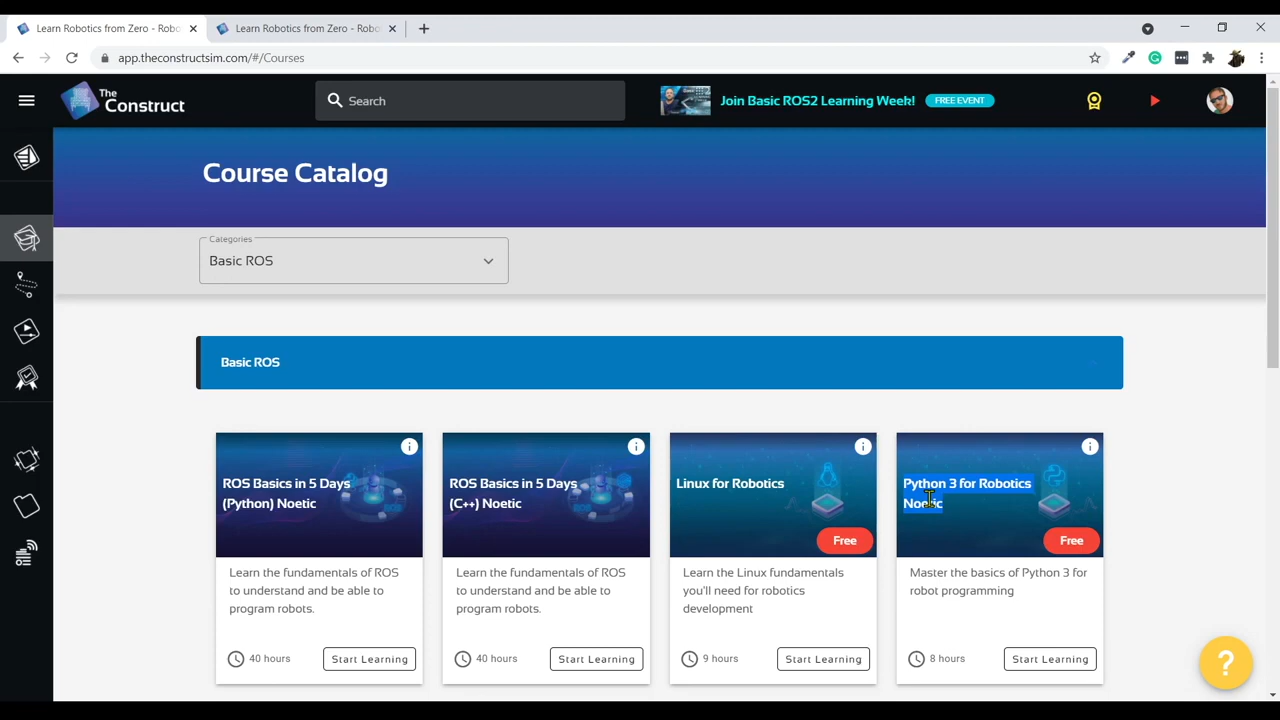 Learn Robotics from Zero - Robo
Learn Robotics from Zero - Robo
app.theconstructsim.com/#/Courses
The
Construct
Search
Join Basic ROS2 Learning Week!
FREE EVENT
Course Catalog
Categories
Basic ROS
Basic ROS
ROS Basics in 5 Days
(Python) Noetic
Learn the fundamentals of ROS
to understand and be able to
program robots.
40 hours
Start Learning
ROS Basics in 5 Days
(C++) Noetic
Learn the fundamentals of ROS
to understand and be able to
program robots.
40 hours
Start Learning
Linux for Robotics
Free
Learn the Linux fundamentals
you'll need for robotics
development
9 hours
Start Learning
Python 3 for Robotics
Noetic
Free
Master the basics of Python 3 for
robot programming
8 hours
Start Learning
?